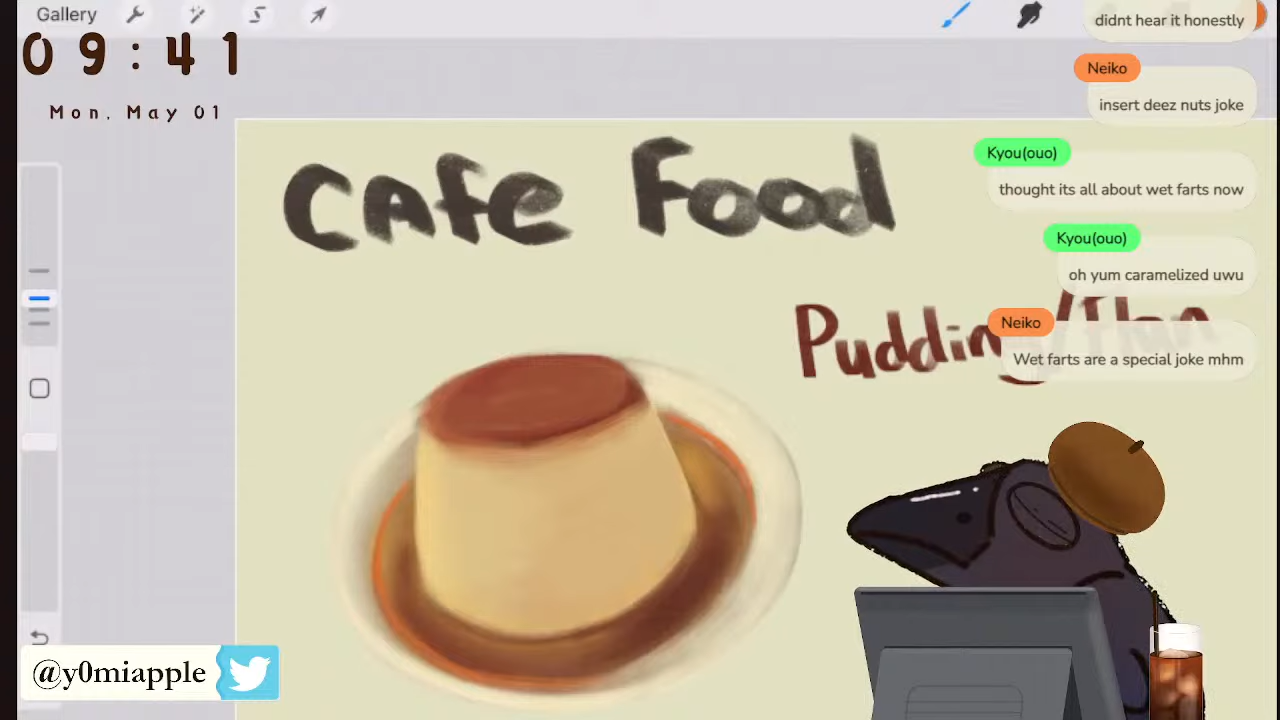 Gallery
09:41
Mon, May 01
didnt hear it honestly
Neiko
insert deez nuts joke
Kyou(ouo)
thought its all about wet farts now
Kyou(ouo)
oh yum caramelized uwu
Neiko
Wet farts are a special joke mhm
Cafe Food
Pudding/Flan
@y0miapple